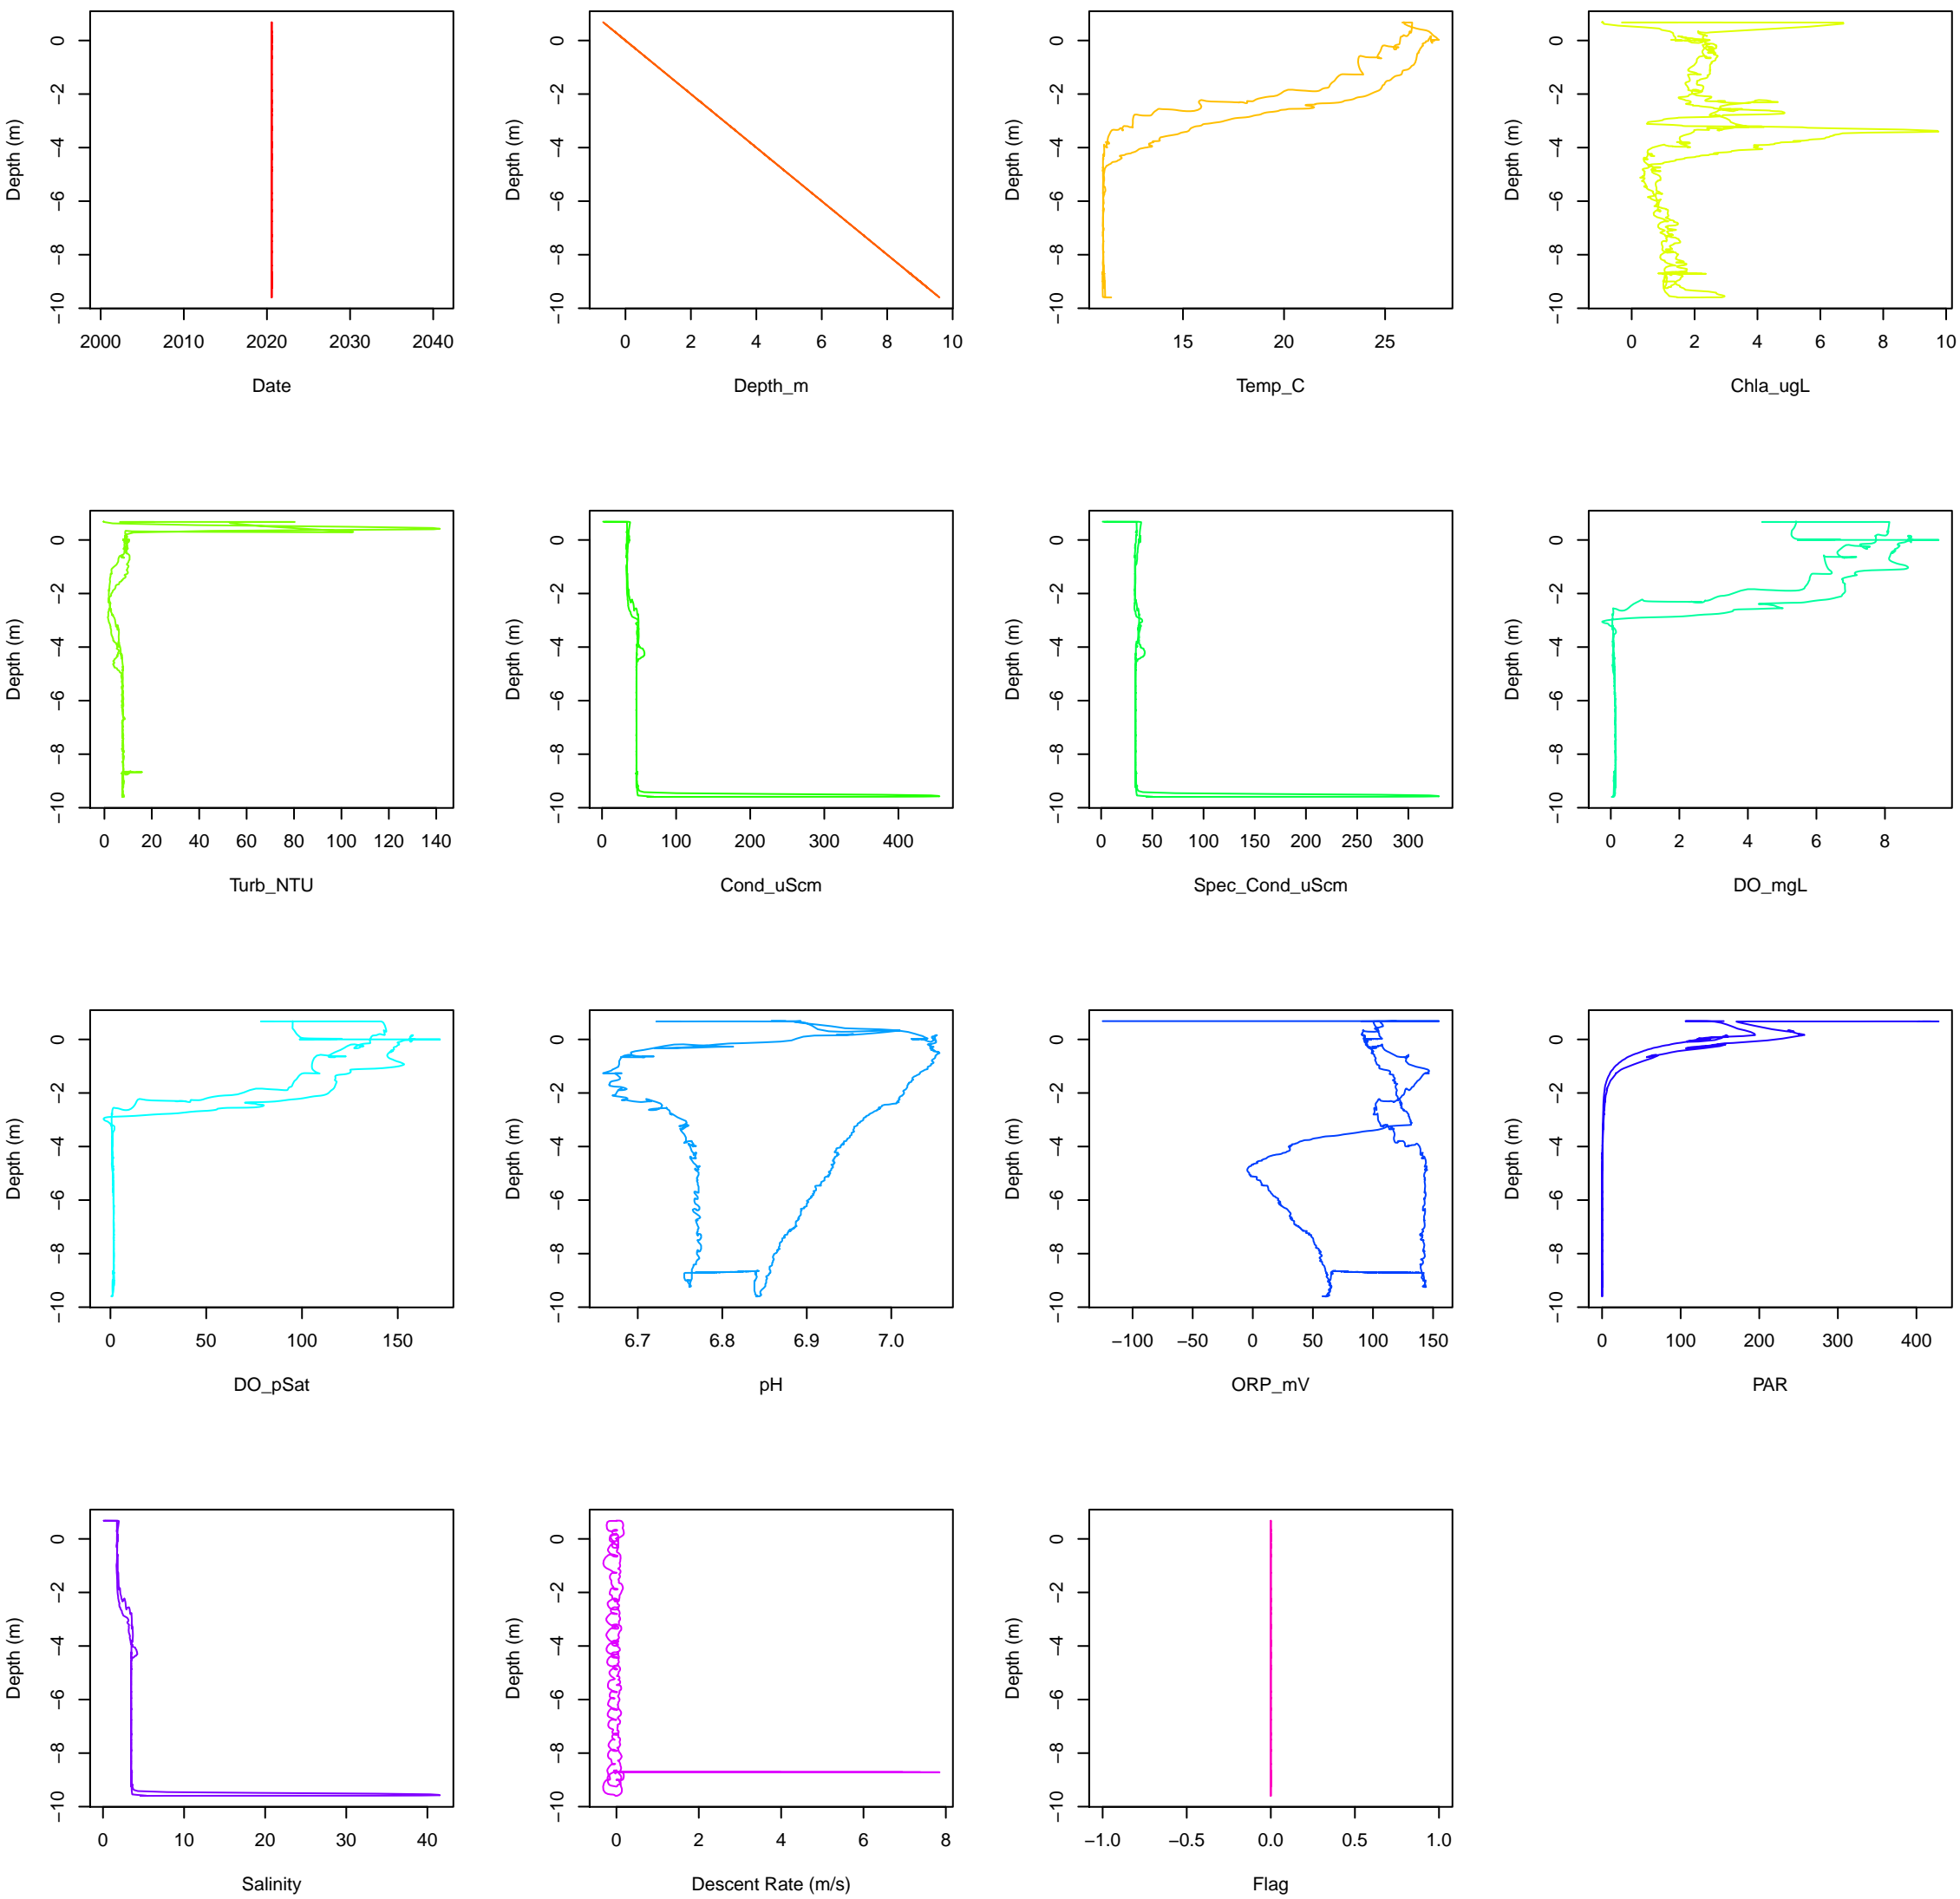 Depth (m)
0
−2
−4
−6
−8
−10
2000 2010 2020 2030 2040
Date
Depth (m)
0
−2
−4
−6
−8
−10
0 2 4 6 8 10
Depth_m
Depth (m)
0
−2
−4
−6
−8
−10
15 20 25
Temp_C
Depth (m)
0
−2
−4
−6
−8
−10
0 2 4 6 8 10
Chla_ugL
Depth (m)
0
−2
−4
−6
−8
−10
0 20 40 60 80 100 120 140
Turb_NTU
Depth (m)
0
−2
−4
−6
−8
−10
0 100 200 300 400
Cond_uScm
Depth (m)
0
−2
−4
−6
−8
−10
0 50 100 150 200 250 300
Spec_Cond_uScm
Depth (m)
0
−2
−4
−6
−8
−10
0 2 4 6 8
DO_mgL
Depth (m)
0
−2
−4
−6
−8
−10
0 50 100 150
DO_pSat
Depth (m)
0
−2
−4
−6
−8
−10
6.7 6.8 6.9 7.0
pH
Depth (m)
0
−2
−4
−6
−8
−10
−100 −50 0 50 100 150
ORP_mV
Depth (m)
0
−2
−4
−6
−8
−10
0 100 200 300 400
PAR
Depth (m)
0
−2
−4
−6
−8
−10
0 10 20 30 40
Salinity
Depth (m)
0
−2
−4
−6
−8
−10
0 2 4 6 8
Descent Rate (m/s)
Depth (m)
0
−2
−4
−6
−8
−10
−1.0 −0.5 0.0 0.5 1.0
Flag